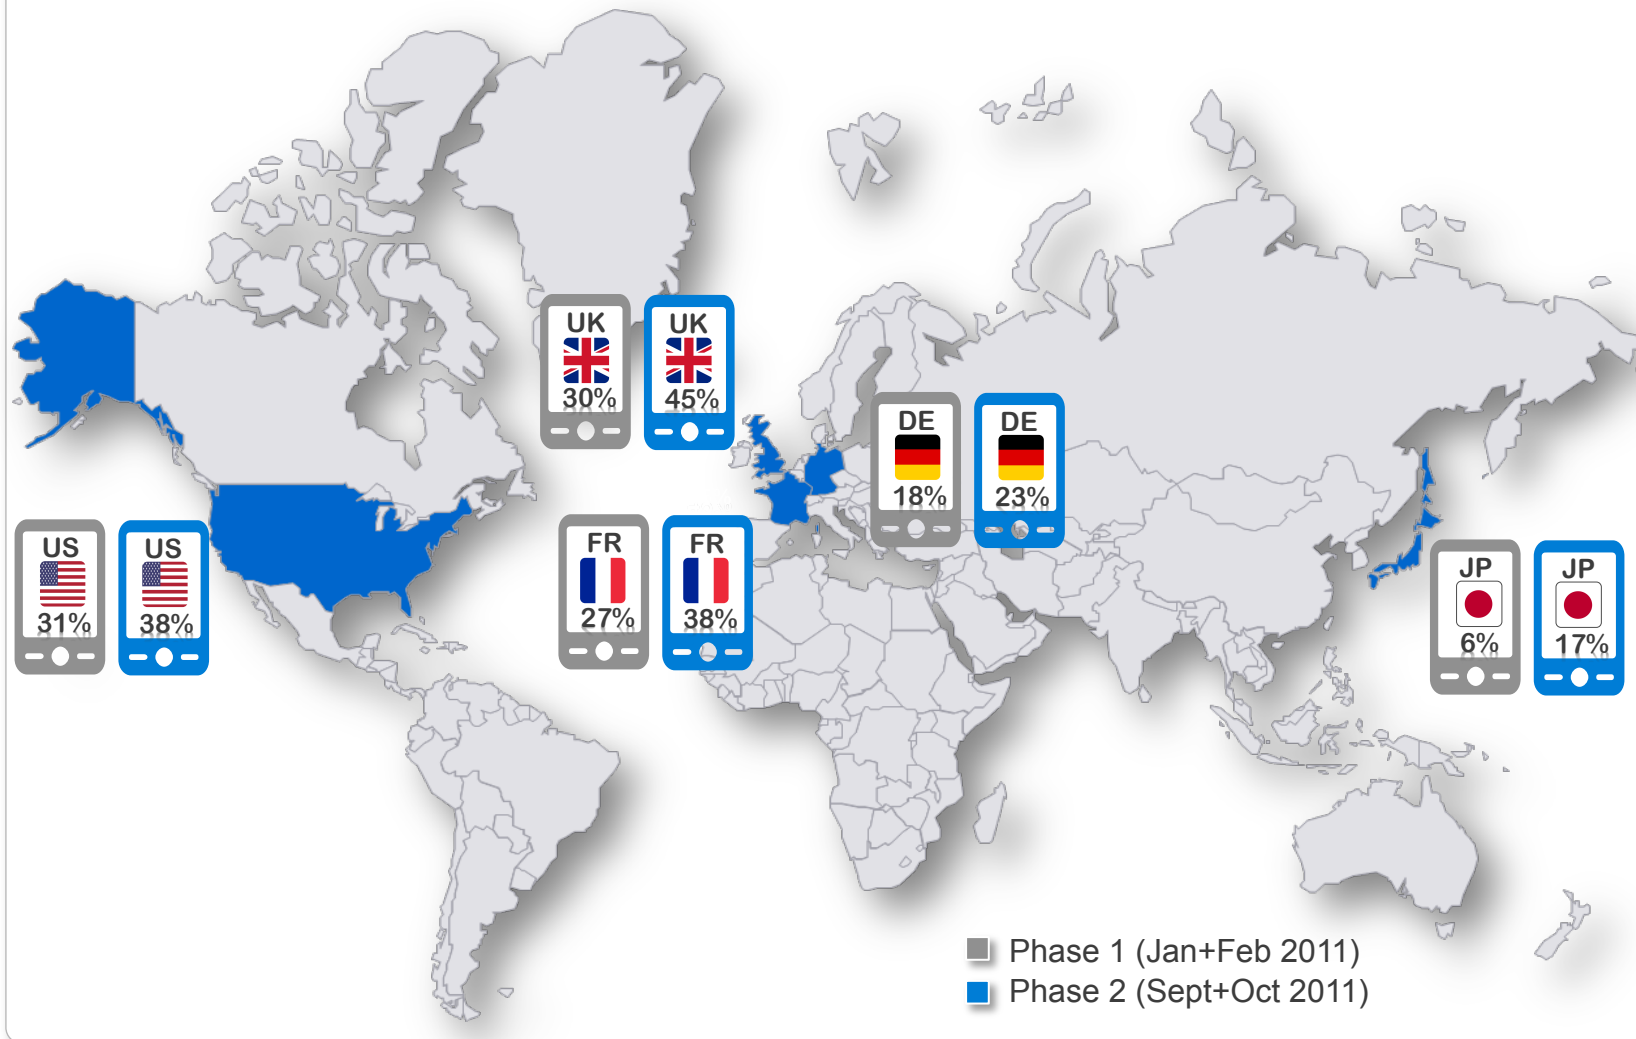 UK
30%
UK
45%
DE
18%
DE
23%
US
31%
US
38%
FR
27%
FR
38%
JP
6%
JP
17%
Phase 1 (Jan+Feb 2011)
Phase 2 (Sept+Oct 2011)